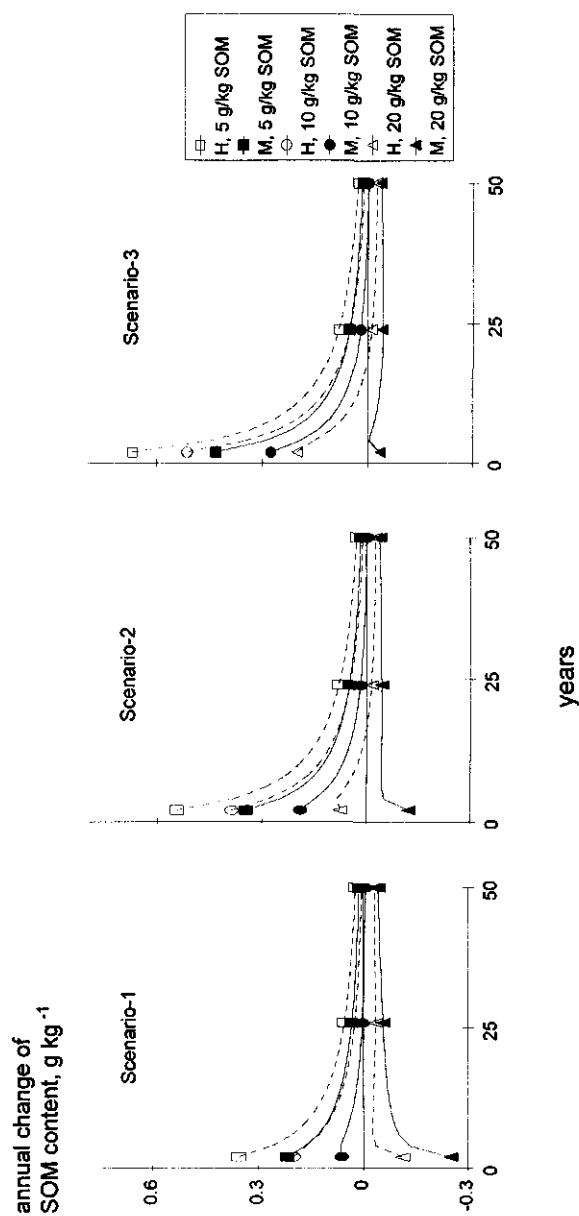 annual change of
SOM content, g kg⁻¹
Scenario-1
Scenario-2
Scenario-3
0.6
0.3
0
-0.3
0
25
50
0
25
50
0
25
50
years
H, 5 g/kg SOM
M, 5 g/kg SOM
H, 10 g/kg SOM
M, 10 g/kg SOM
H, 20 g/kg SOM
M, 20 g/kg SOM